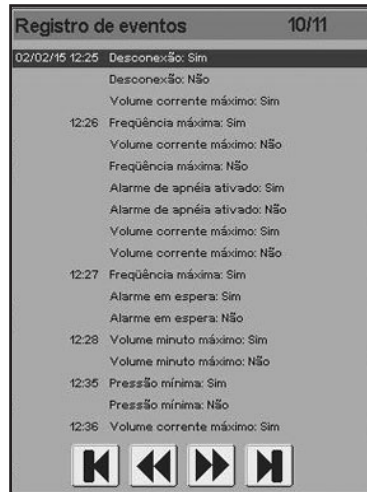 Registro de eventos 10/11
02/02/15 12:25 Desconexão: Sim
Desconexão: Não
Volume corrente máximo: Sim
12:26 Freqüência máxima: Sim
Volume corrente máximo: Não
Freqüência máxima: Não
Alarme de apnéia ativado: Sim
Alarme de apnéia ativado: Não
Volume corrente máximo: Sim
Volume corrente máximo: Não
12:27 Freqüência máxima: Sim
Alarme em espera: Sim
Alarme em espera: Não
12:28 Volume minuto máximo: Sim
Volume minuto máximo: Não
12:35 Pressão mínima: Sim
Pressão mínima: Não
12:36 Volume corrente máximo: Sim